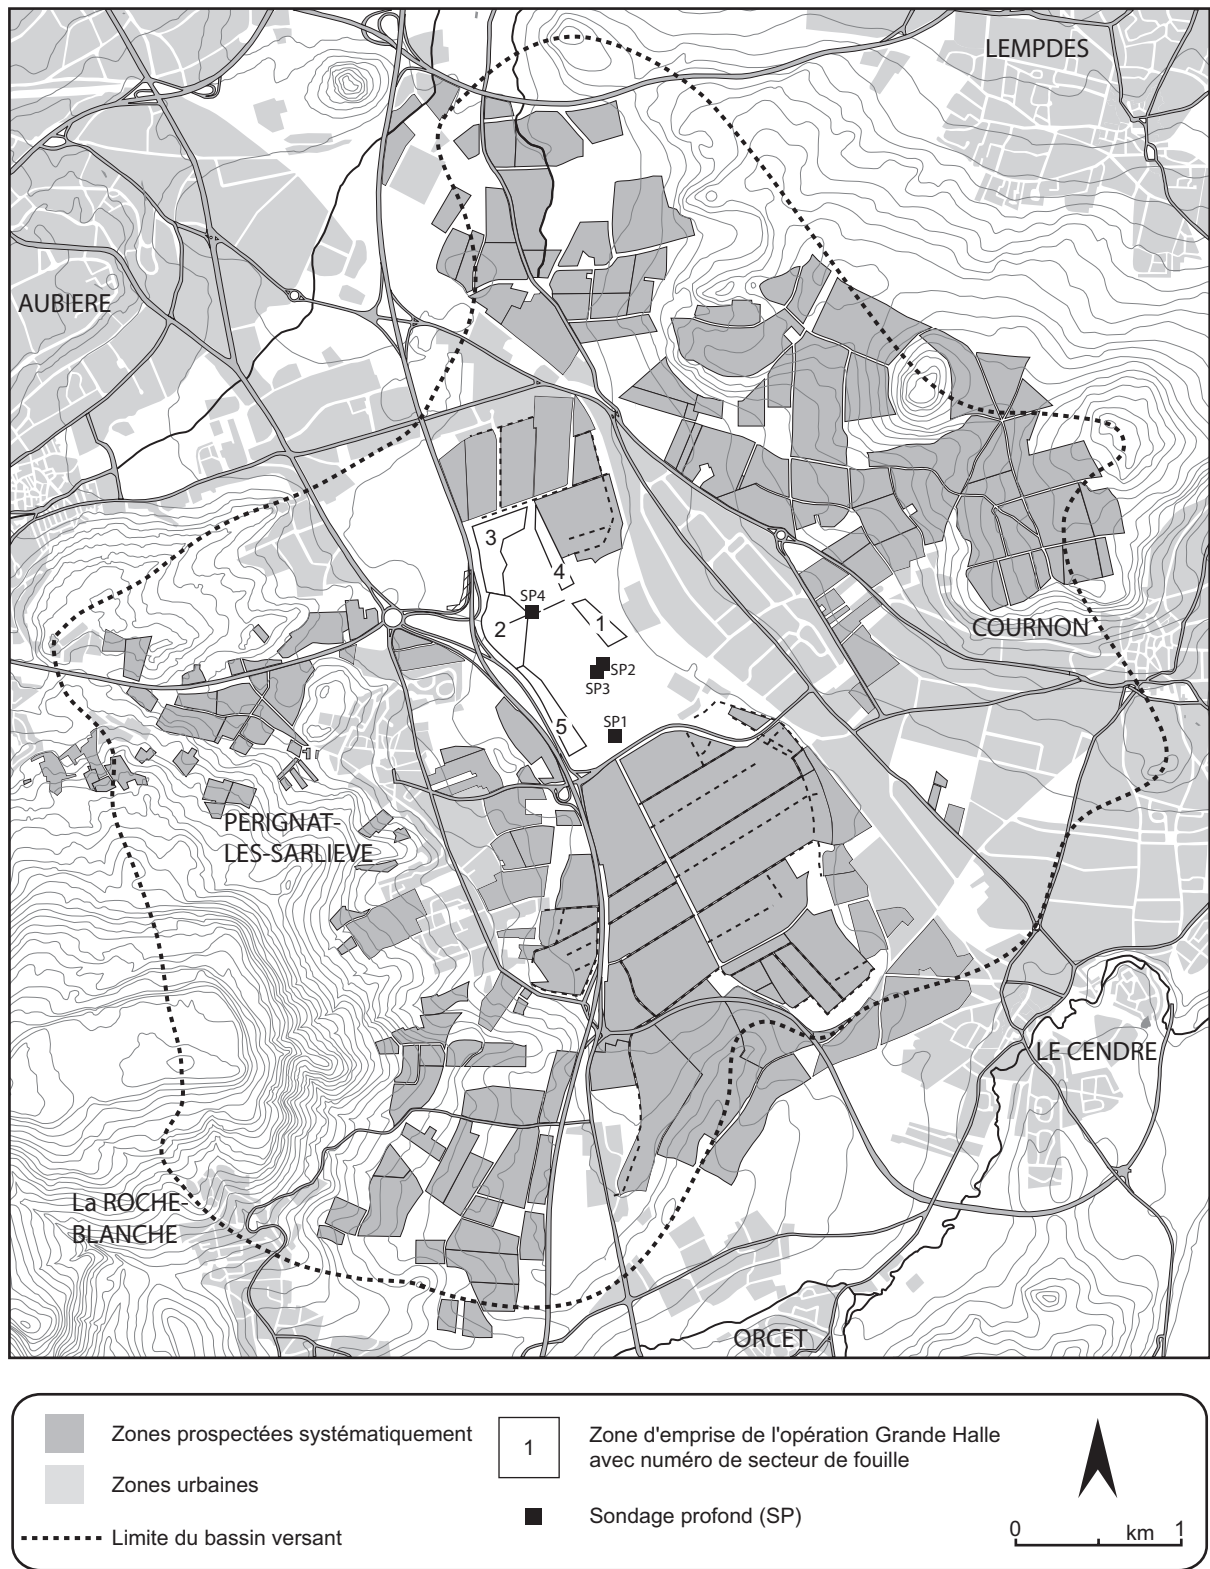 LEMPDES
AUBIERE
3
4
SP4
1
2
COURNON
SP2
SP3
SP1
5
PERIGNAT-
LES-SARLIEVE
LE CENDRE
La ROCHE-
BLANCHE
ORCET
Zones prospectées systématiquement
Zones urbaines
Limite du bassin versant
1
Zone d'emprise de l'opération Grande Halle
avec numéro de secteur de fouille
Sondage profond (SP)
0 km 1